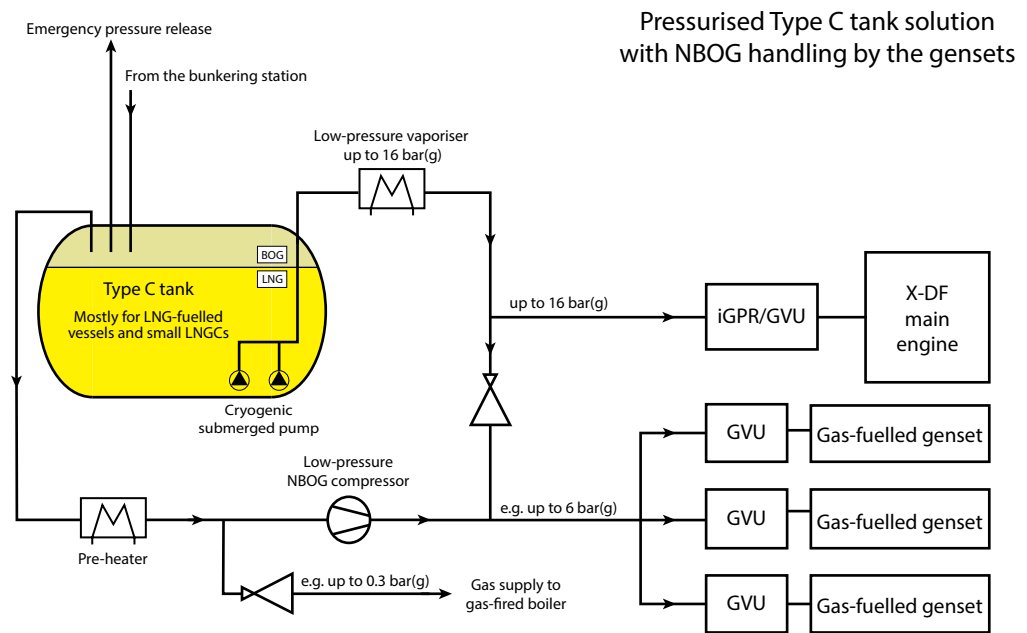 Pressurised Type C tank solution
with NBOG handling by the gensets
Emergency pressure release
From the bunkering station
Low-pressure vaporiser
up to 16 bar(g)
BOG
LNG
Type C tank
Mostly for LNG-fuelled
vessels and small LNGCs
Cryogenic
submerged pump
up to 16 bar(g)
iGPR/GVU
X-DF
main
engine
Low-pressure
NBOG compressor
GVU
Gas-fuelled genset
e.g. up to 6 bar(g)
GVU
Gas-fuelled genset
Pre-heater
e.g. up to 0.3 bar(g)
Gas supply to
gas-fired boiler
GVU
Gas-fuelled genset